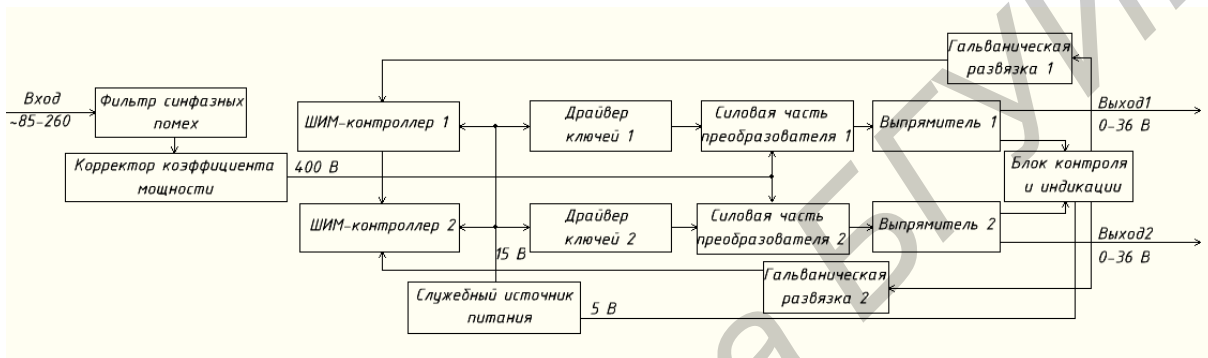 Гальваническая
развязка 1
Вход
~85-260
Фильтр синфазных
помех
ШИМ-контроллер 1
Драйвер
ключей 1
Силовая часть
преобразователя 1
Выпрямитель 1
Выход1
0-36 В
Корректор коэффициента
мощности
400 В
Блок контроля
и индикации
ШИМ-контроллер 2
Драйвер
ключей 2
Силовая часть
преобразователя 2
Выпрямитель 2
Выход2
0-36 В
15 В
Гальваническая
развязка 2
Служебный источник
питания
5 В
а БГУИ